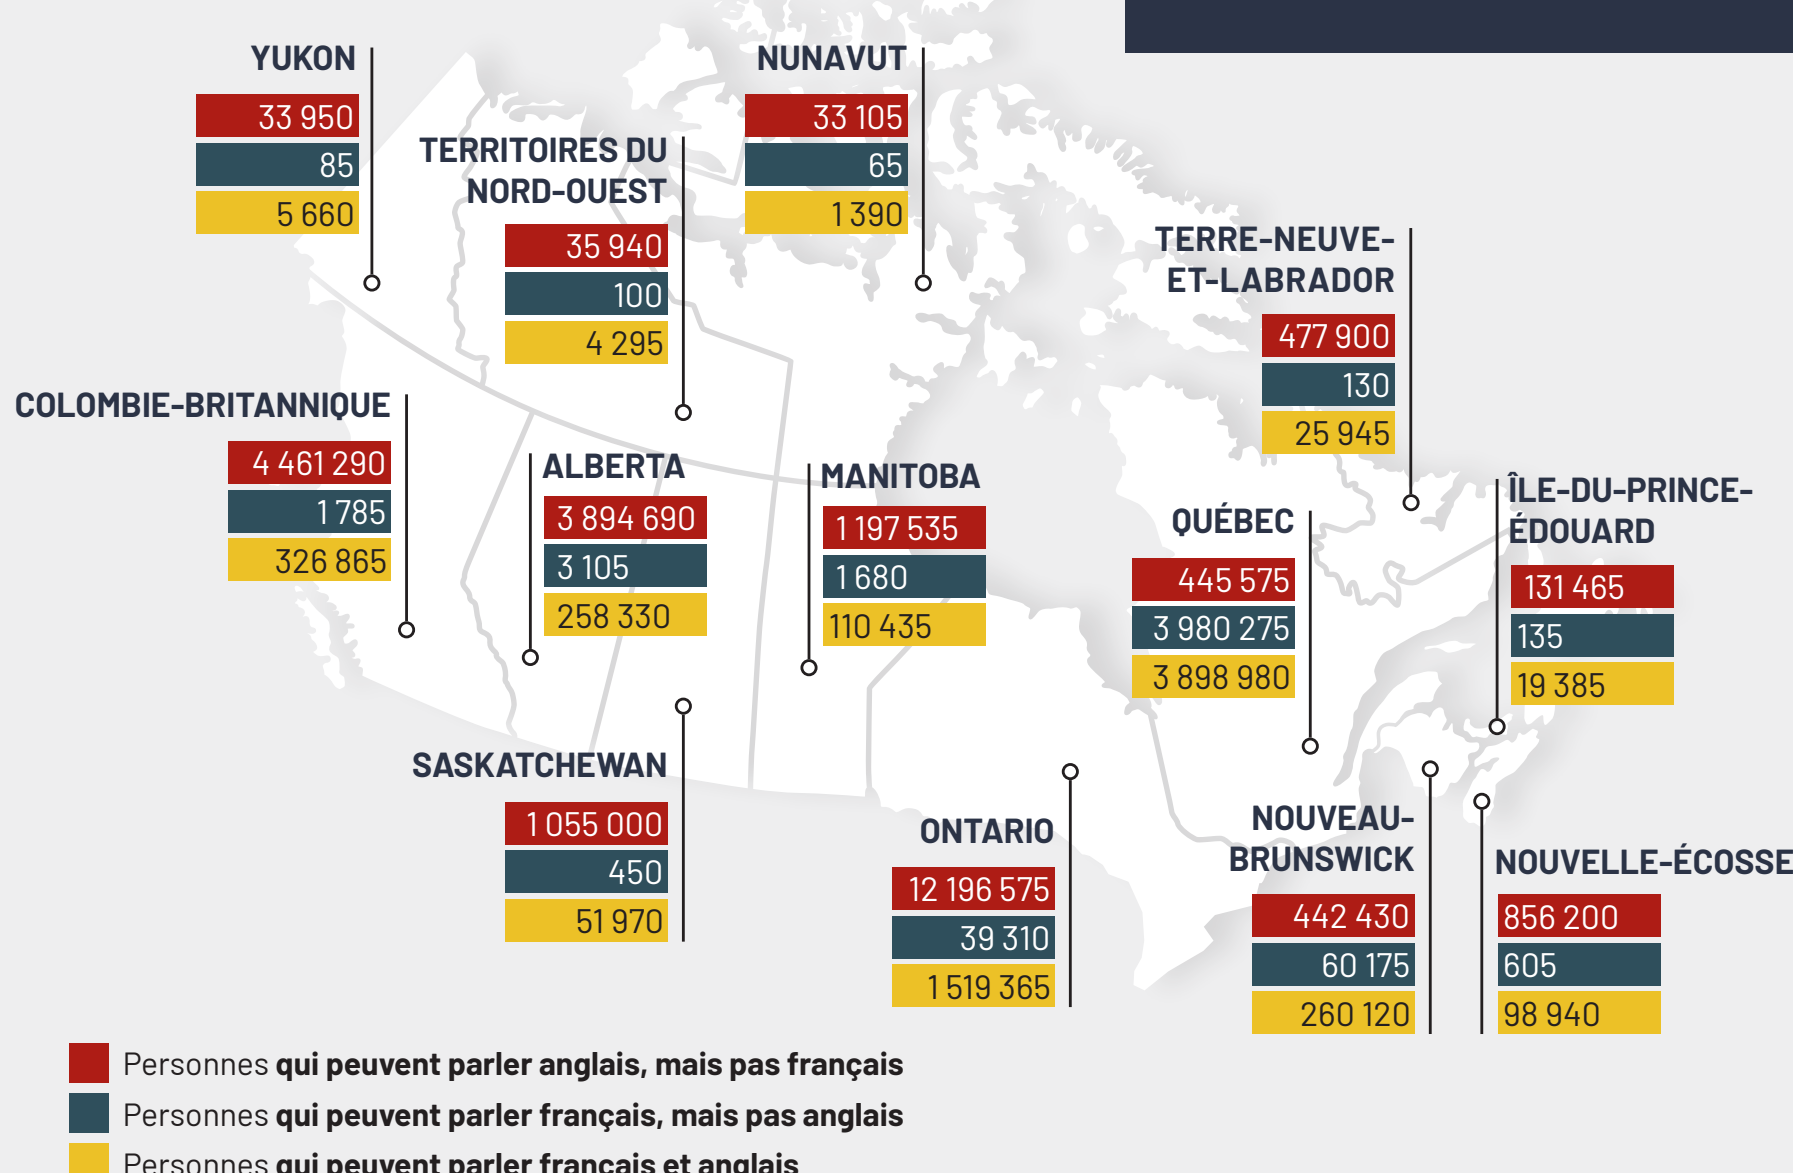 YUKON
33 950
85
5 660
TERRITOIRES DU
NORD-OUEST
35 940
100
4 295
NUNAVUT
33 105
65
1 390
TERRE-NEUVE-
ET-LABRADOR
477 900
130
25 945
COLOMBIE-BRITANNIQUE
4 461 290
1 785
326 865
ALBERTA
3 894 690
3 105
258 330
MANITOBA
1 197 535
1 680
110 435
QUÉBEC
445 575
3 980 275
3 898 980
ÎLE-DU-PRINCE-
ÉDOUARD
131 465
135
19 385
SASKATCHEWAN
1 055 000
450
51 970
ONTARIO
12 196 575
39 310
1 519 365
NOUVEAU-
BRUNSWICK
442 430
60 175
260 120
NOUVELLE-ÉCOSSE
856 200
605
98 940
Personnes qui peuvent parler anglais, mais pas français
Personnes qui peuvent parler français, mais pas anglais
Personnes qui peuvent parler français et anglais